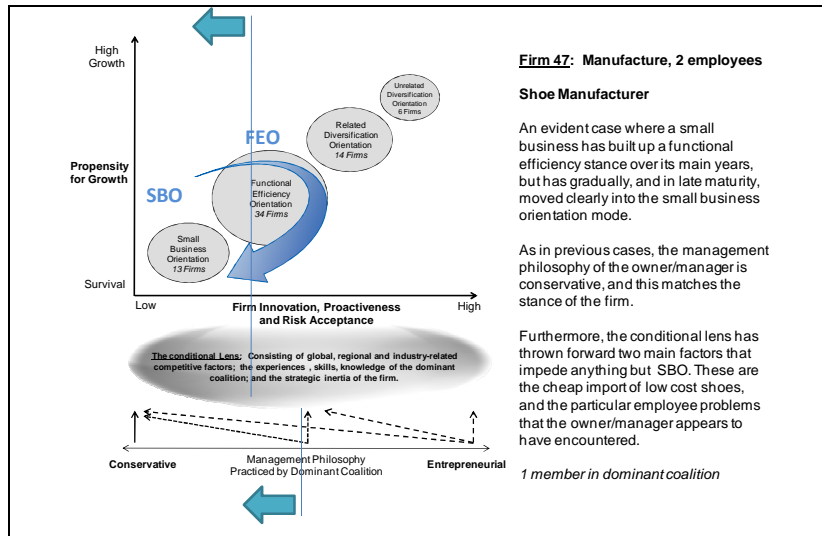 High
Growth
Propensity
for Growth
Survival
SBO
FEO
Unrelated
Diversification
Orientation
6 Firms
Related
Diversification
Orientation
14 Firms
Functional
Efficiency
Orientation
34 Firms
Small
Business
Orientation
13 Firms
Low
Firm Innovation, Proactiveness
and Risk Acceptance
High
The conditional Lens: Consisting of global, regional and industry-related
competitive factors; the experiences , skills, knowledge of the dominant
coalition; and the strategic inertia of the firm.
Conservative
Management Philosophy
Practiced by Dominant Coalition
Entrepreneurial
Firm 47: Manufacture, 2 employees
Shoe Manufacturer
An evident case where a small
business has built up a functional
efficiency stance over its main years,
but has gradually, and in late maturity,
moved clearly into the small business
orientation mode.
As in previous cases, the management
philosophy of the owner/manager is
conservative, and this matches the
stance of the firm.
Furthermore, the conditional lens has
thrown forward two main factors that
impede anything but SBO. These are
the cheap import of low cost shoes,
and the particular employee problems
that the owner/manager appears to
have encountered.
1 member in dominant coalition